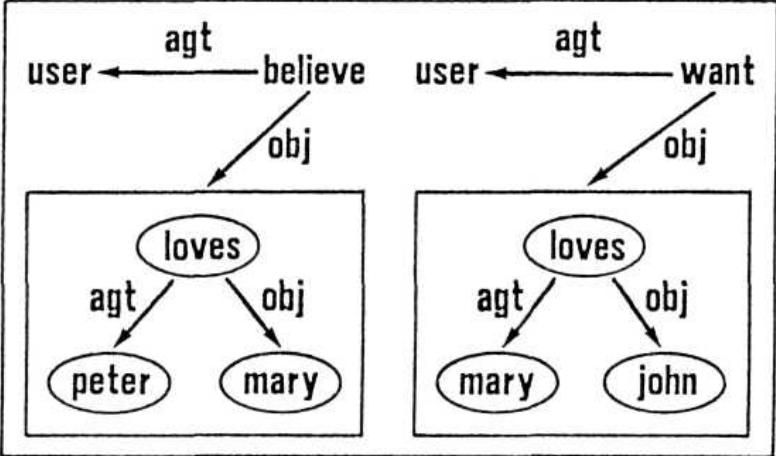 agt agt
user believe user want
obj obj
loves loves
agt obj agt obj
peter mary mary john